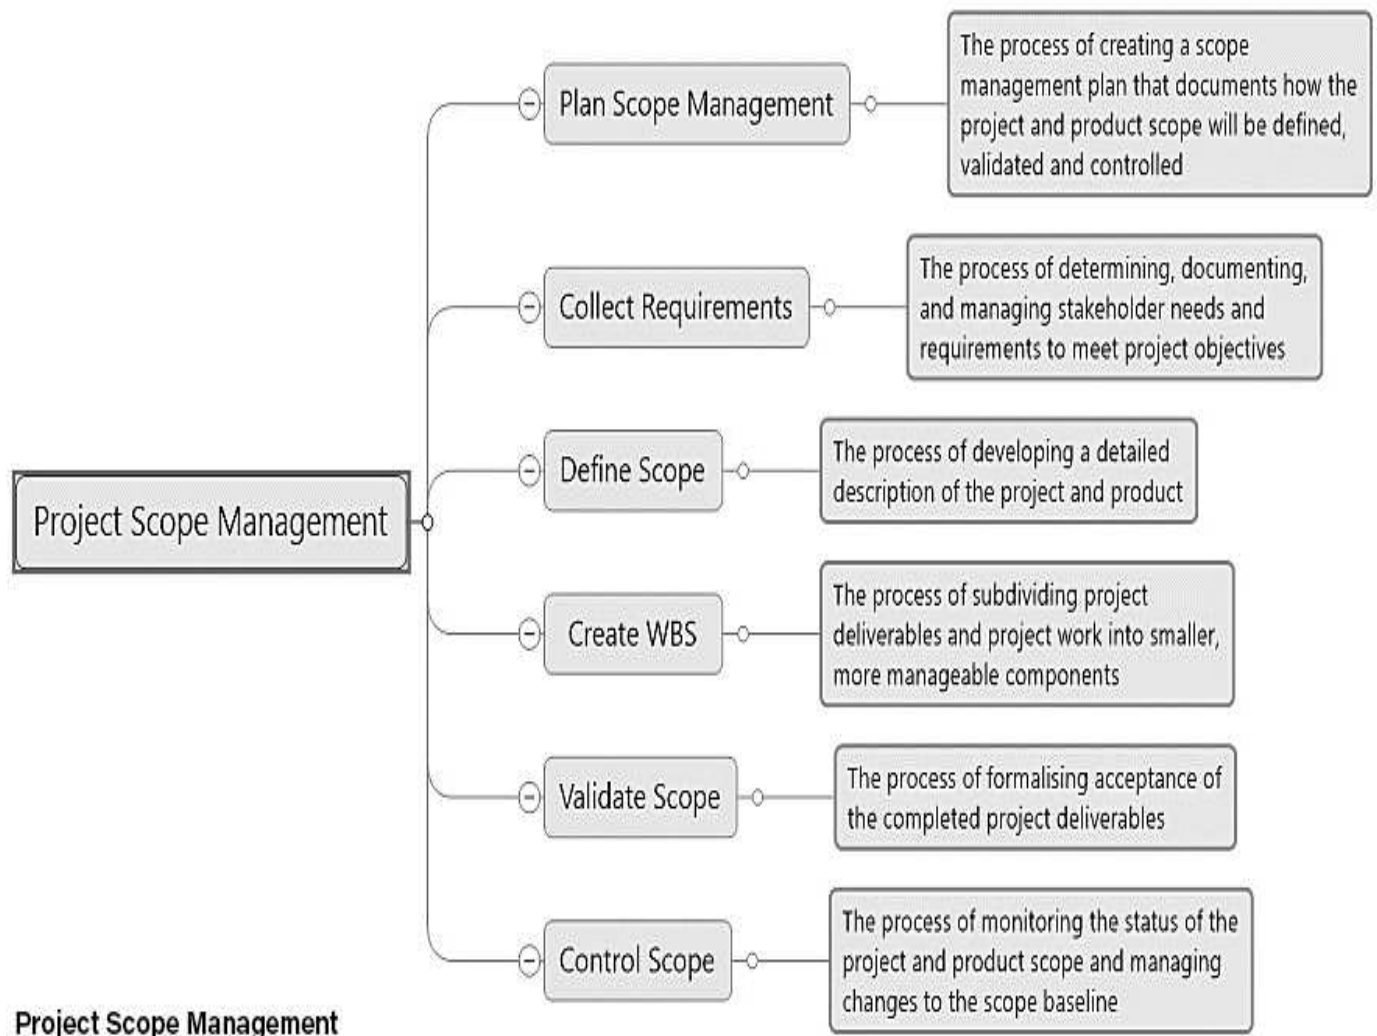 Project Scope Management
Plan Scope Management
The process of creating a scope
management plan that documents how the
project and product scope will be defined,
validated and controlled
Collect Requirements
The process of determining, documenting,
and managing stakeholder needs and
requirements to meet project objectives
Define Scope
The process of developing a detailed
description of the project and product
Create WBS
The process of subdividing project
deliverables and project work into smaller,
more manageable components
Validate Scope
The process of formalising acceptance of
the completed project deliverables
Control Scope
The process of monitoring the status of the
project and product scope and managing
changes to the scope baseline
Project Scope Management